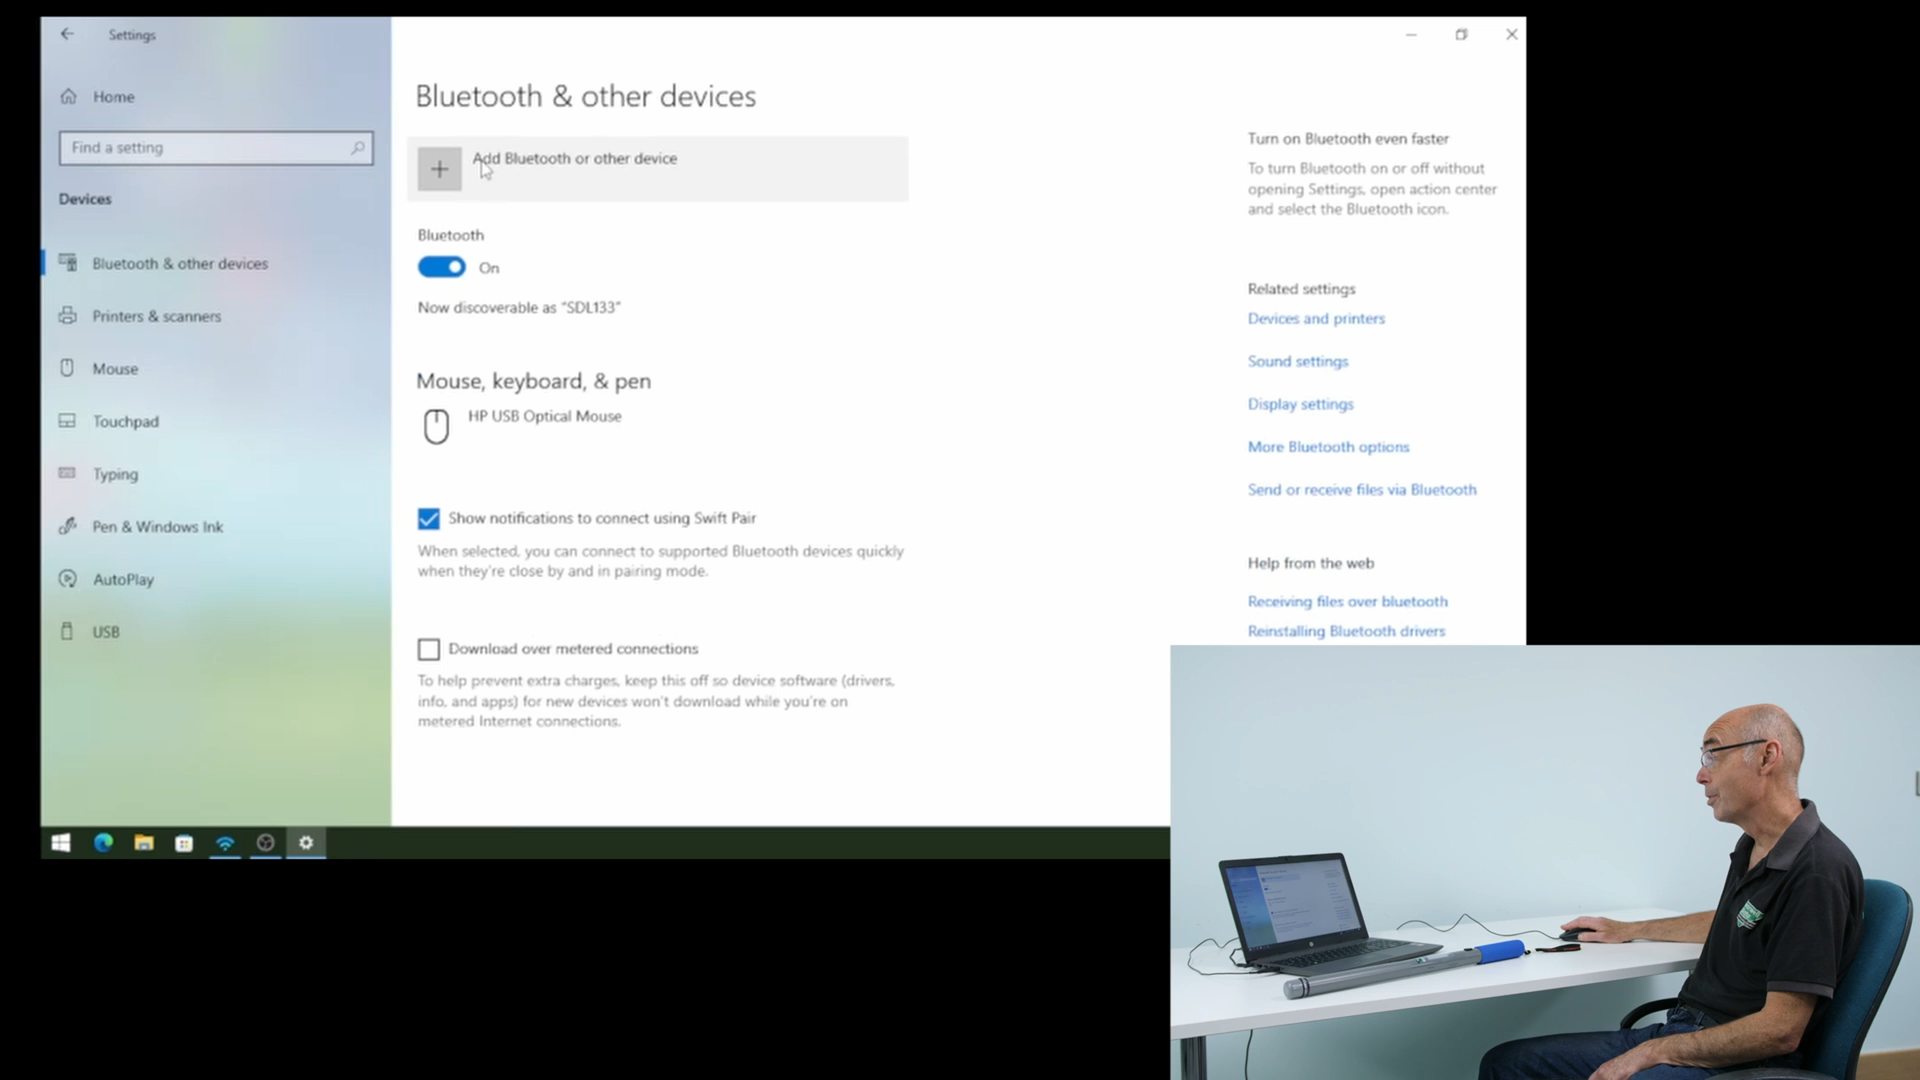 Settings
Home
Find a setting
Devices
Bluetooth & other devices
Printers & scanners
Mouse
Touchpad
Typing
Pen & Windows Ink
AutoPlay
USB
Bluetooth & other devices
Add Bluetooth or other device
Bluetooth
On
Now discoverable as "SDL133"
Mouse, keyboard, & pen
HP USB Optical Mouse
Show notifications to connect using Swift Pair
When selected, you can connect to supported Bluetooth devices quickly
when they're close by and in pairing mode.
Download over metered connections
To help prevent extra charges, keep this off so device software (drivers,
info, and apps) for new devices won't download while you're on
metered Internet connections.
Turn on Bluetooth even faster
To turn Bluetooth on or off without
opening Settings, open action center
and select the Bluetooth icon.
Related settings
Devices and printers
Sound settings
Display settings
More Bluetooth options
Send or receive files via Bluetooth
Help from the web
Receiving files over bluetooth
Reinstalling Bluetooth drivers